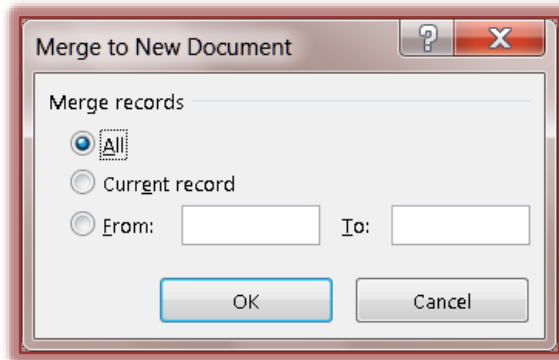 Merge to New Document
Merge records
All
Current record
From: To:
OK Cancel